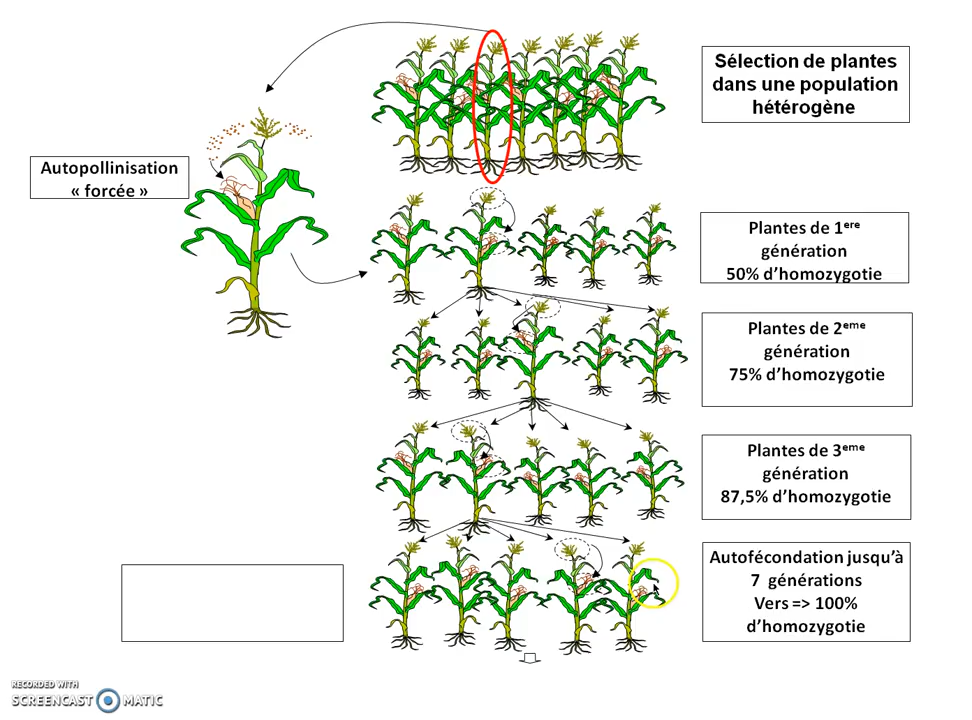 Sélection de plantes
dans une population
hétérogène
Autopollinisation
« forcée »
Plantes de 1ere
génération
50% d’homozygotie
Plantes de 2eme
génération
75% d’homozygotie
Plantes de 3eme
génération
87,5% d’homozygotie
Autofécondation jusqu’à
7 générations
Vers => 100%
d’homozygotie
RECORDED WITH
SCREENCAST MATIC